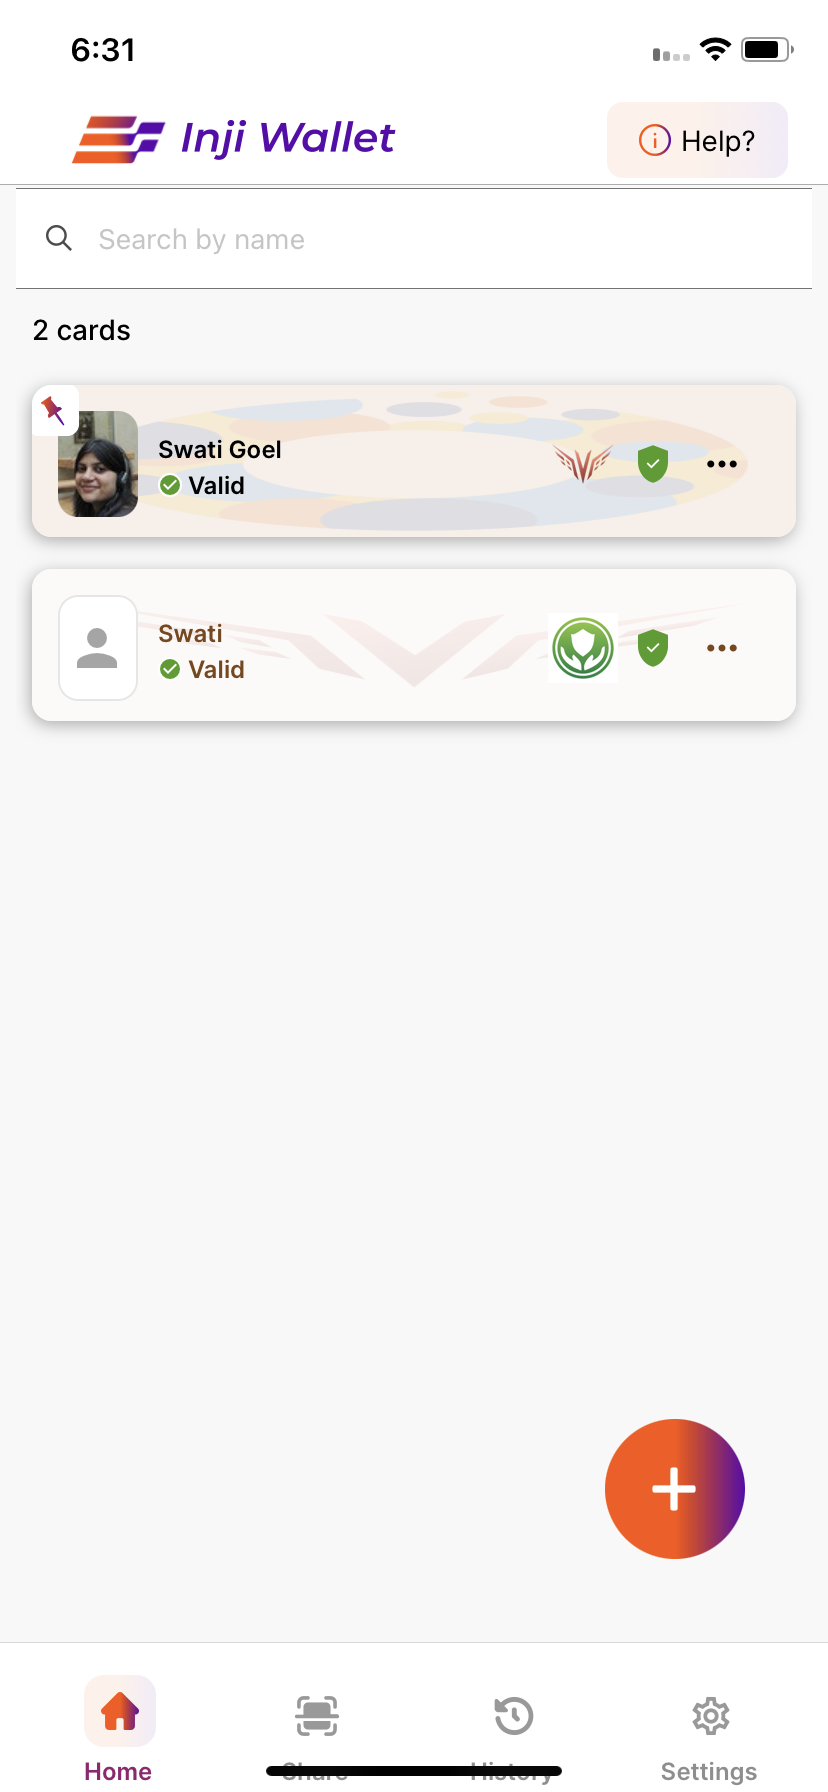 6:31
Inji Wallet
Help?
Search by name
2 cards
Swati Goel
Valid
Swati
Valid
Home
Share
History
Settings